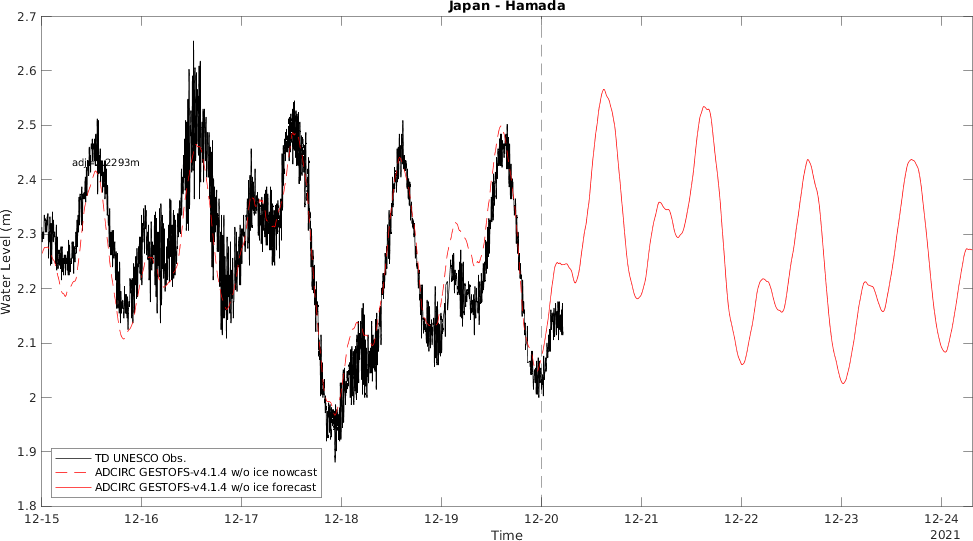 Japan - Hamada
2.7
2.6
2.5
2.4
2.3
2.2
2.1
2
1.9
1.8
Water Level (m)
2293m
TD UNESCO Obs.
ADCIRC GESTOFS-v4.1.4 w/o ice nowcast
ADCIRC GESTOFS-v4.1.4 w/o ice forecast
12-15 12-16 12-17 12-18 12-19 12-20 12-21 12-22 12-23 12-24
Time
2021